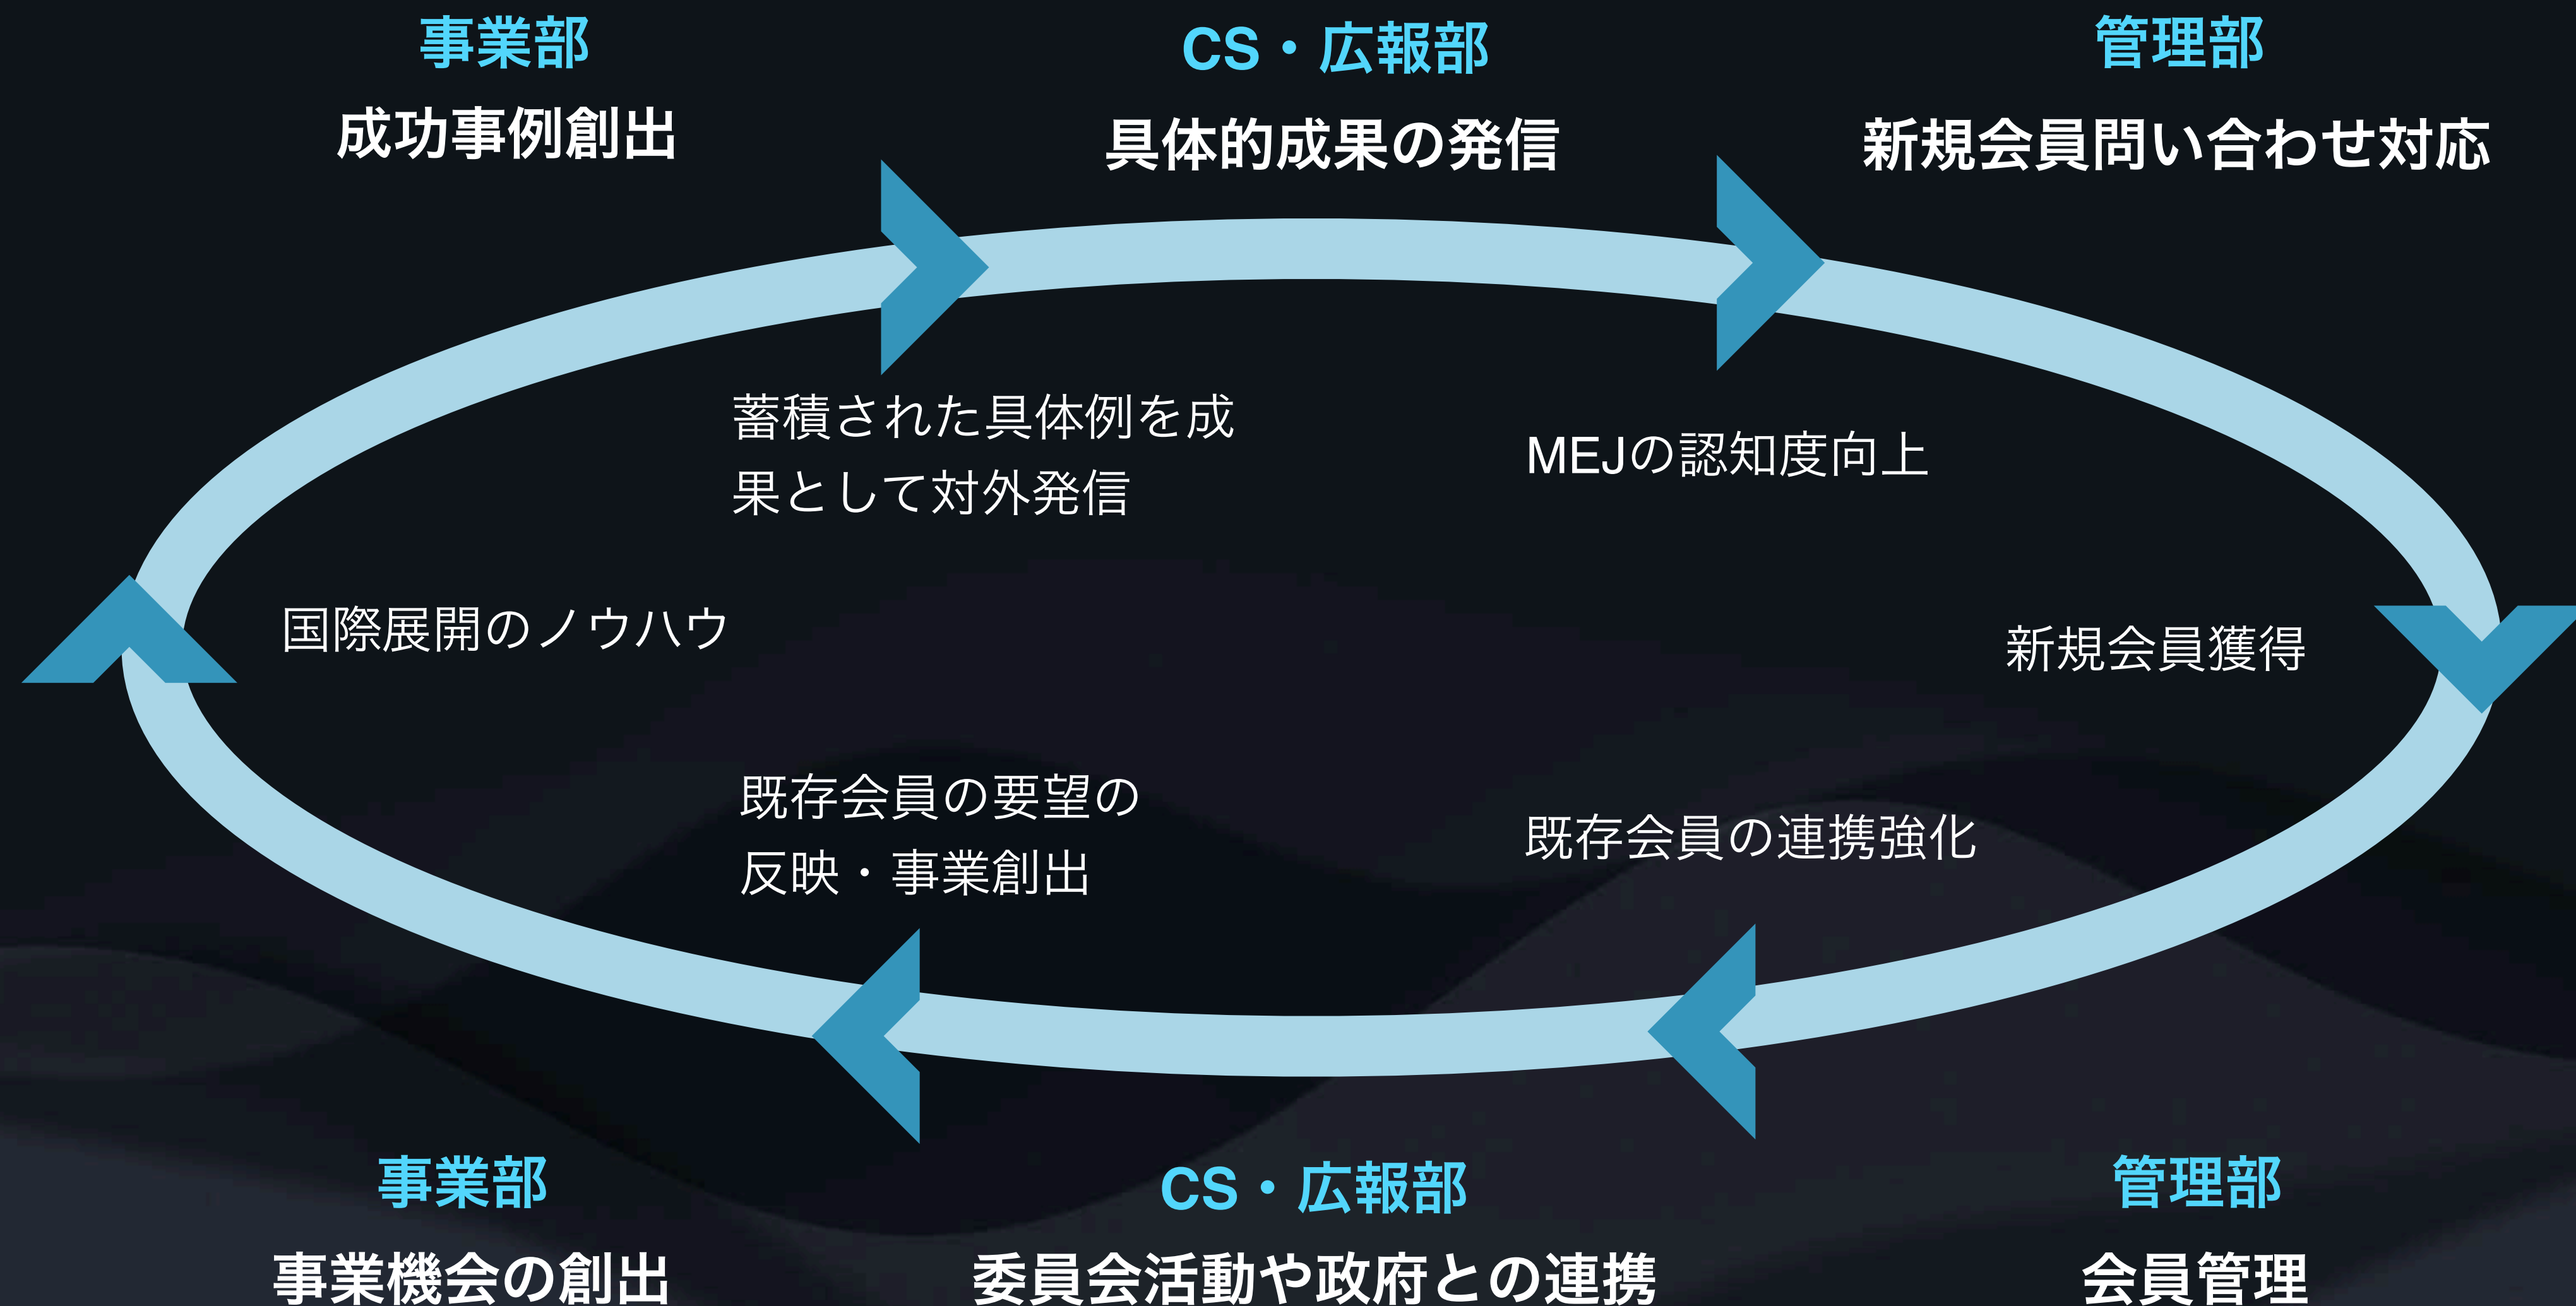 事業部
成功事例創出
CS・広報部
具体的成果の発信
管理部
新規会員問い合わせ対応
蓄積された具体例を成
果として対外発信
MEJの認知度向上
国際展開のノウハウ
新規会員獲得
既存会員の要望の
反映・事業創出
既存会員の連携強化
事業部
事業機会の創出
CS・広報部
委員会活動や政府との連携
管理部
会員管理